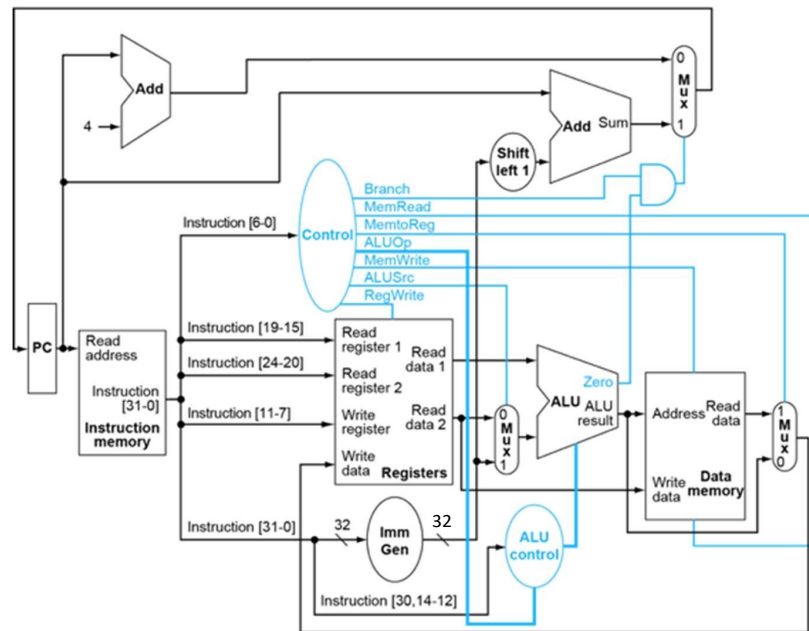 Add
4
0
Mux
1
Add Sum
Shift
left 1
Branch
MemRead
MemtoReg
ALUOp
MemWrite
ALUSrc
RegWrite
Control
Instruction [6-0]
PC
Read
address
Instruction
[31-0]
Instruction
memory
Instruction [19-15]
Instruction [24-20]
Instruction [11-7]
Read
register 1
Read
data 1
Read
register 2
Write
register
Read
data 2
Write
data
Registers
0
Mux
1
Zero
ALU
ALU
result
Address
Read
data
Write
data
Data
memory
1
Mux
0
Instruction [31-0]
32
Imm
Gen
32
ALU
control
Instruction [30,14-12]